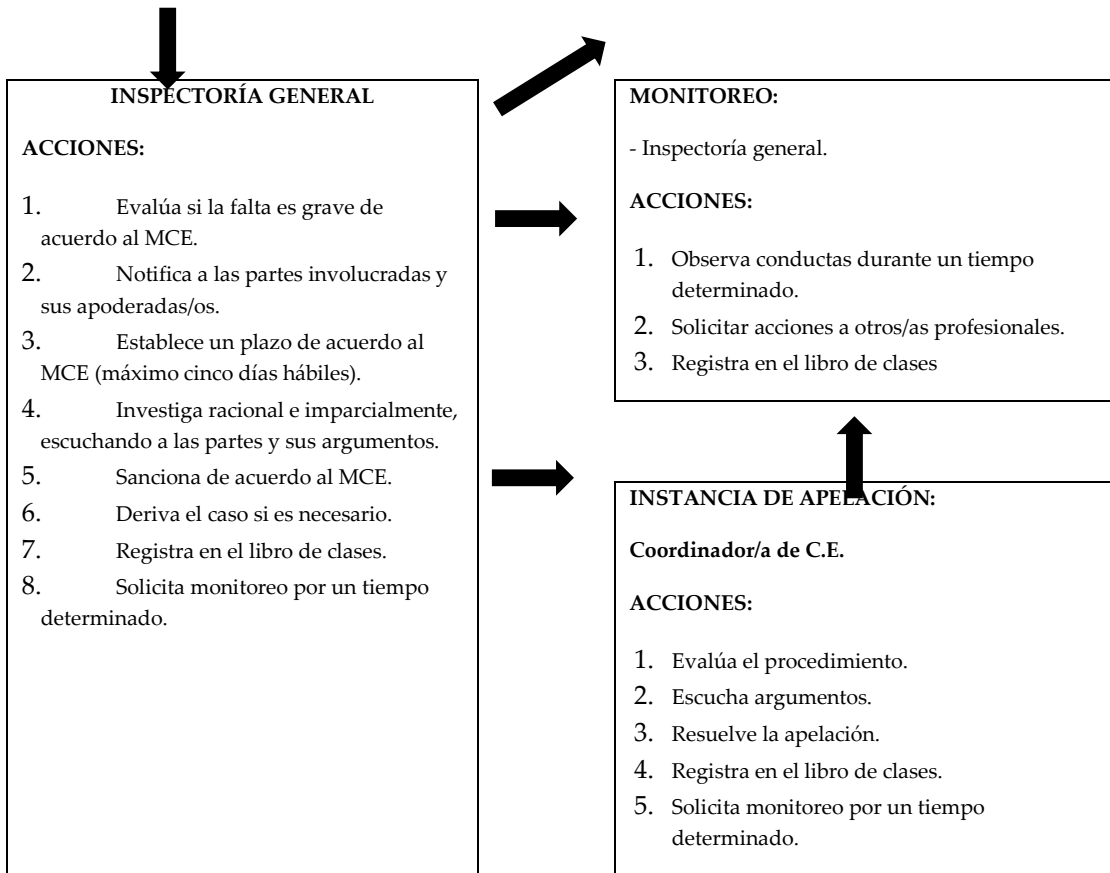 INSPECTORÍA GENERAL
ACCIONES:
1. Evalúa si la falta es grave de
acuerdo al MCE.
2. Notifica a las partes involucradas y
sus apoderadas/os.
3. Establece un plazo de acuerdo al
MCE (máximo cinco días hábiles).
4. Investiga racional e imparcialmente,
escuchando a las partes y sus argumentos.
5. Sanciona de acuerdo al MCE.
6. Deriva el caso si es necesario.
7. Registra en el libro de clases.
8. Solicita monitoreo por un tiempo
determinado.
MONITOREO:
- Inspectoría general.
ACCIONES:
1. Observa conductas durante un tiempo
determinado.
2. Solicitar acciones a otros/as profesionales.
3. Registra en el libro de clases
INSTANCIA DE APELACIÓN:
Coordinador/a de C.E.
ACCIONES:
1. Evalúa el procedimiento.
2. Escucha argumentos.
3. Resuelve la apelación.
4. Registra en el libro de clases.
5. Solicita monitoreo por un tiempo
determinado.